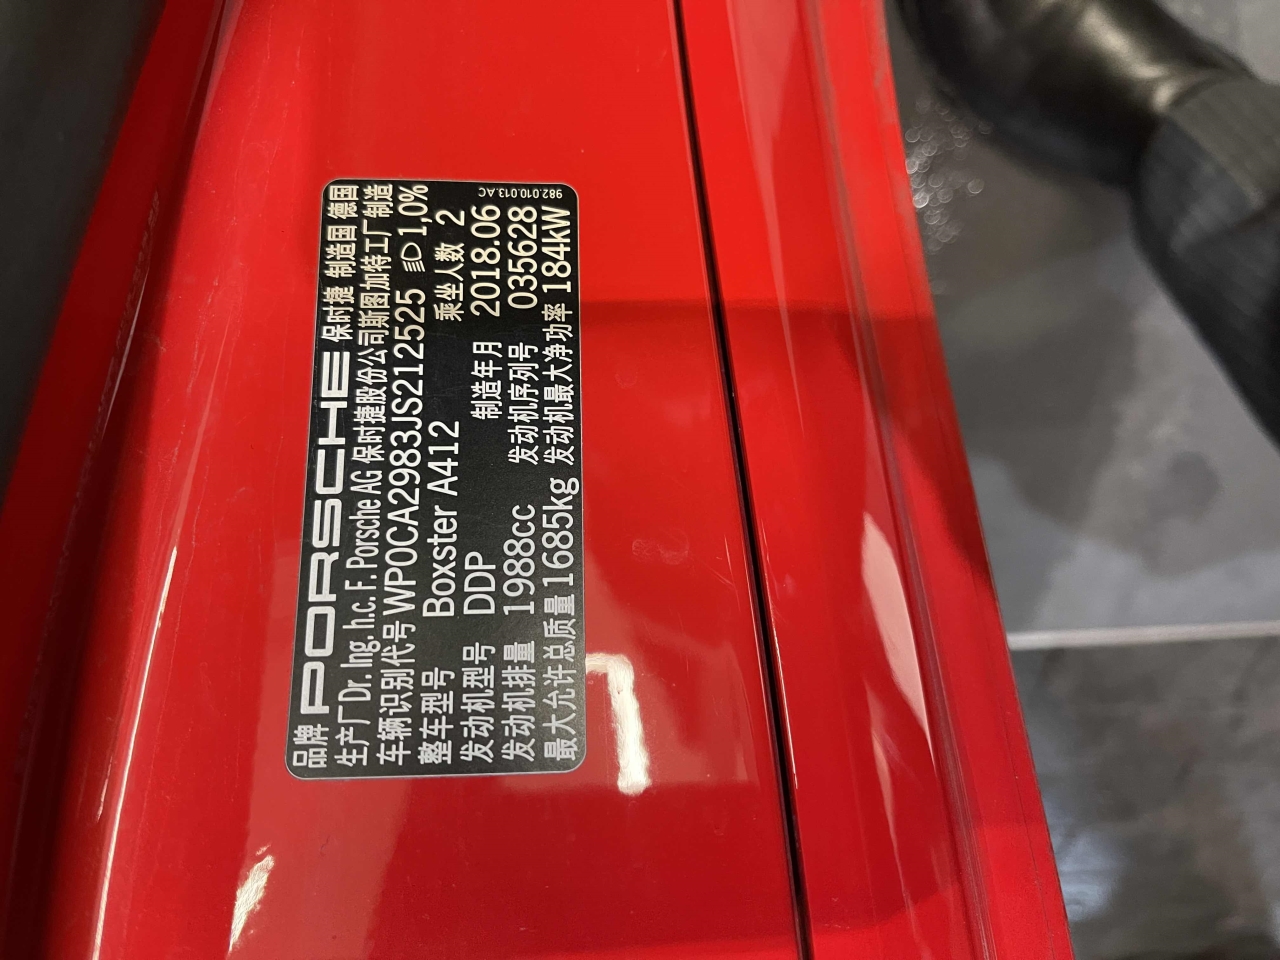 品牌 PORSCHE 保时捷 制造国 德国
生产厂 Dr. Ing. h.c. F. Porsche AG 保时捷股份公司斯图加特工厂制造
车辆识别代号 WP0CA2983JS212525 1,0%
整车型号 Boxster A412 乘坐人数 2
发动机型号 DDP 制造年月 2018.06
发动机排量 1988cc 发动机序列号 035628
最大允许总质量 1685kg 发动机最大净功率 184kW
982.010.013.AC